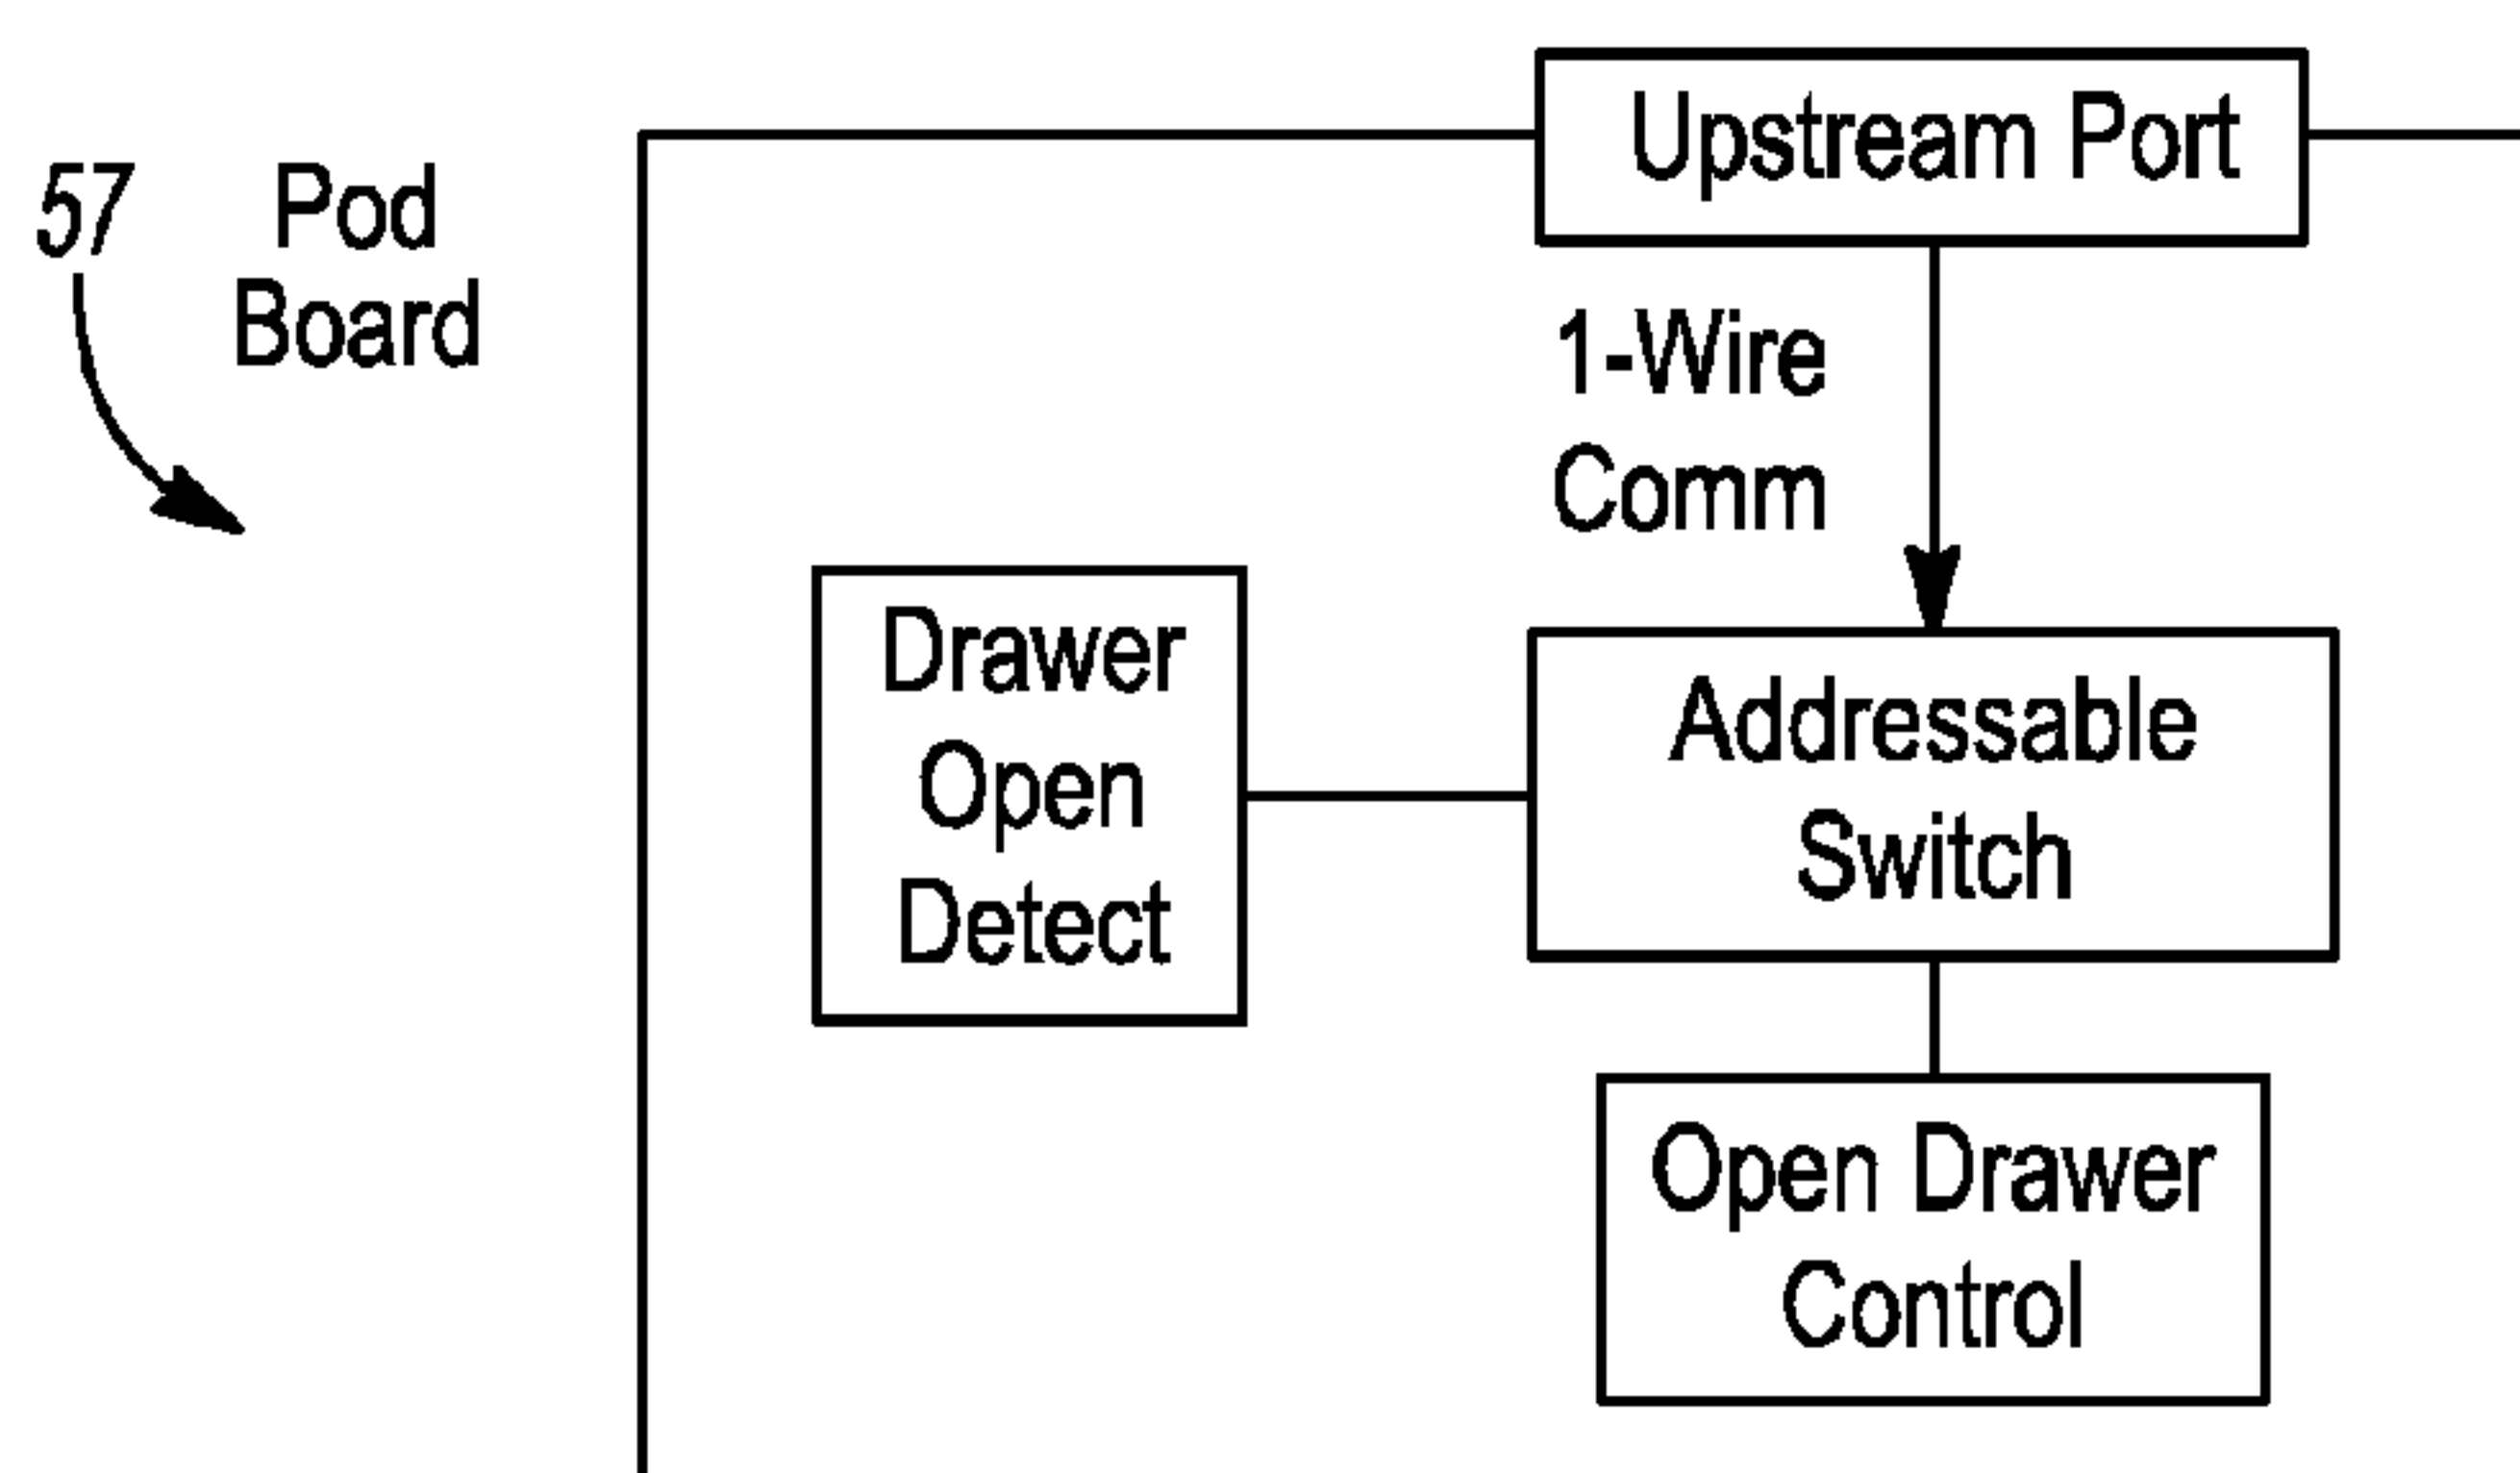 Upstream Port
57
Pod
Board
1-Wire
Comm
Drawer
Open
Detect
Addressable
Switch
Open Drawer
Control